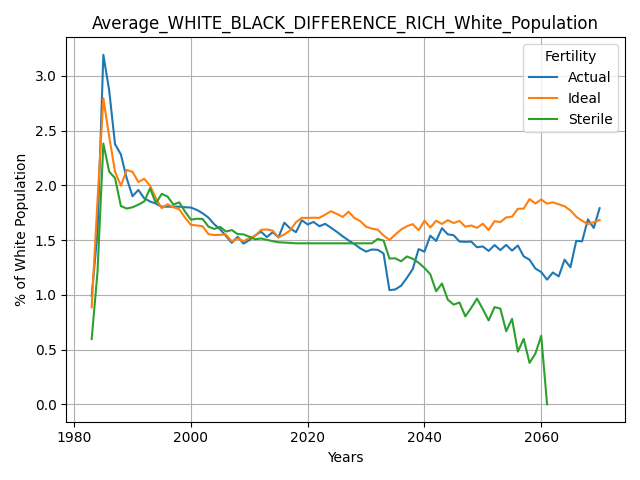 Average_WHITE_BLACK_DIFFERENCE_RICH_White_Population
Fertility
Actual
Ideal
Sterile
% of White Population
3.0
2.5
2.0
1.5
1.0
0.5
0.0
1980
2000
2020
2040
2060
Years